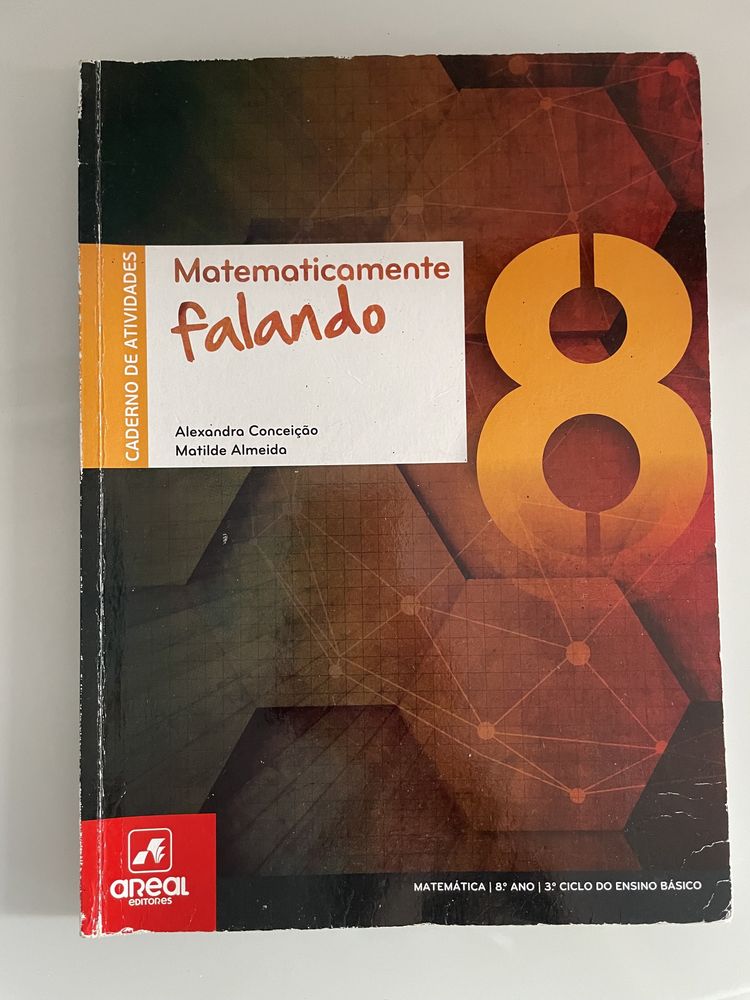 CADERNO DE ATIVIDADES
Matematicamente
falando
Alexandra Conceição
Matilde Almeida
8
areal
EDITORES
MATEMÁTICA | 8.º ANO | 3.º CICLO DO ENSINO BÁSICO